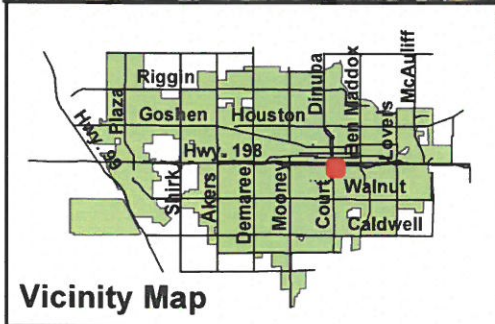 Riggin
Plaza
Goshen
Houston
Dinuba
Ben Maddox
Lovers
McAuliff
Hwy. 99
Hwy. 198
Shirk
Akers
Demaree
Mooney
Court
Walnut
Caldwell
Vicinity Map